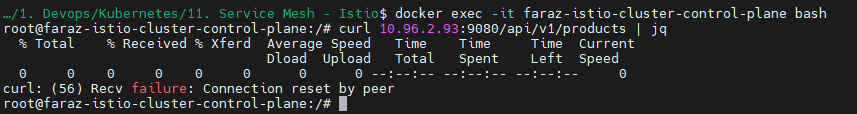 …/1. Devops/Kubernetes/11. Service Mesh - Istio$ docker exec -it faraz-istio-cluster-control-plane bash
root@faraz-istio-cluster-control-plane:/# curl 10.96.2.93:9080/api/v1/products | jq
  % Total    % Received % Xferd  Average Speed   Time    Time     Time  Current
                                 Dload  Upload   Total   Spent    Left  Speed
  0     0    0     0    0     0      0      0 --:--:-- --:--:-- --:--:--     0
curl: (56) Recv failure: Connection reset by peer
root@faraz-istio-cluster-control-plane:/#